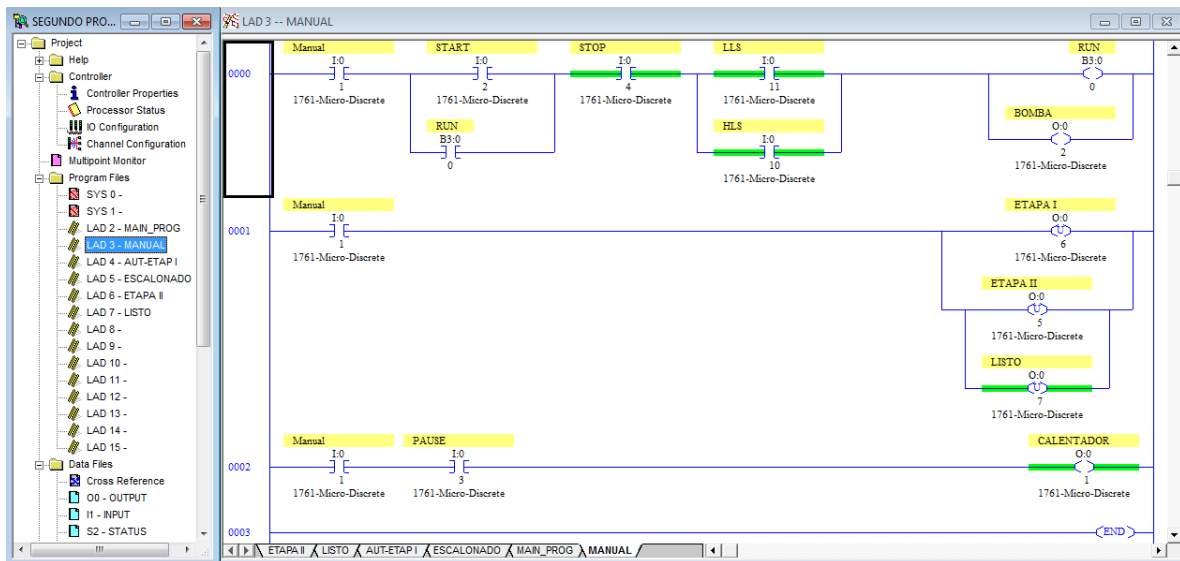 SEGUNDO PRO...
Project
Help
Controller
Controller Properties
Processor Status
IO Configuration
Channel Configuration
Multipoint Monitor
Program Files
SYS 0 -
SYS 1 -
LAD 2 - MAIN_PROG
LAD 3 - MANUAL
LAD 4 - AUT-ETAP I
LAD 5 - ESCALONADO
LAD 6 - ETAPA II
LAD 7 - LISTO
LAD 8 -
LAD 9 -
LAD 10 -
LAD 11 -
LAD 12 -
LAD 13 -
LAD 14 -
LAD 15 -
Data Files
Cross Reference
O0 - OUTPUT
I1 - INPUT
S2 - STATUS
LAD 3 -- MANUAL
Manual START STOP LLS RUN
I:0 I:0 I:0 I:0 B3:0
0000
1 2 4 11 0
1761-Micro-Discrete 1761-Micro-Discrete 1761-Micro-Discrete 1761-Micro-Discrete
RUN HLS BOMBA
B3:0 I:0 O:0
0 10 2
1761-Micro-Discrete 1761-Micro-Discrete
Manual ETAPA I
I:0 O:0
0001 U
1 6
1761-Micro-Discrete 1761-Micro-Discrete
ETAPA II
O:0
U
5
1761-Micro-Discrete
LISTO
O:0
U
7
1761-Micro-Discrete
Manual PAUSE CALENTADOR
I:0 I:0 O:0
0002
1 3 1
1761-Micro-Discrete 1761-Micro-Discrete 1761-Micro-Discrete
0003 END
ETAPA II LISTO AUT-ETAP I ESCALONADO MAIN_PROG MANUAL